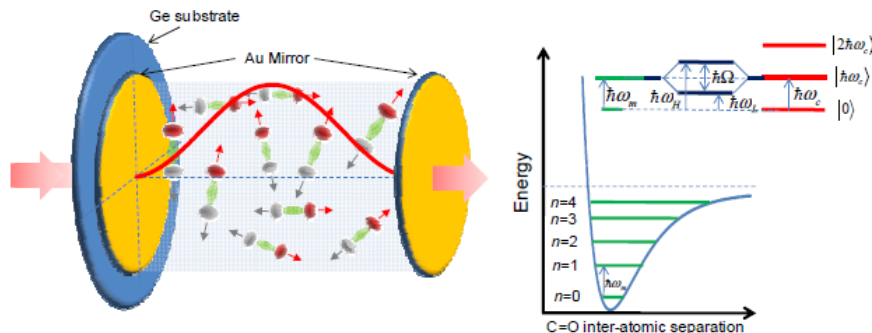 Ge substrate
Au Mirror
|2ħω_c⟩
ħΩ
|ħω_c⟩
ħω_m
ħω_H
ħω_L
ħω_c
|0⟩
Energy
n=4
n=3
n=2
n=1
n=0
ħω_m
C=O inter-atomic separation